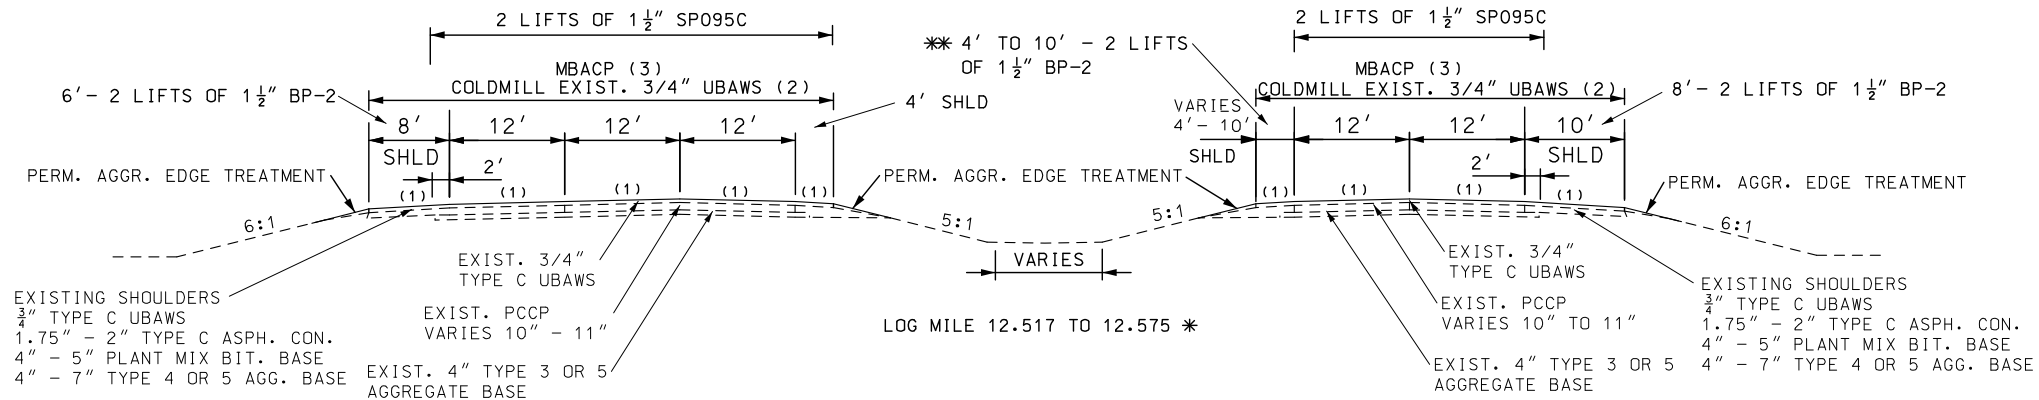 2 LIFTS OF 1 1/2" SP095C
MBACP (3)
COLDMILL EXIST. 3/4" UBAWS (2)
6'- 2 LIFTS OF 1 1/2" BP-2
4' SHLD
8'
12'
12'
12'
SHLD
2'
PERM. AGGR. EDGE TREATMENT
(1)
(1)
(1)
(1)
(1)
PERM. AGGR. EDGE TREATMENT
6:1
5:1
EXIST. 3/4"
TYPE C UBAWS
EXISTING SHOULDERS
3/4" TYPE C UBAWS
1.75" - 2" TYPE C ASPH. CON.
4" - 5" PLANT MIX BIT. BASE
4" - 7" TYPE 4 OR 5 AGG. BASE
EXIST. PCCP
VARIES 10" - 11"
EXIST. 4" TYPE 3 OR 5
AGGREGATE BASE
VARIES
LOG MILE 12.517 TO 12.575 *
2 LIFTS OF 1 1/2" SP095C
** 4' TO 10' - 2 LIFTS
OF 1 1/2" BP-2
MBACP (3)
COLDMILL EXIST. 3/4" UBAWS (2)
8'- 2 LIFTS OF 1 1/2" BP-2
VARIES
4'- 10'
12'
12'
10'
SHLD
SHLD
2'
(1)
(1)
(1)
(1)
PERM. AGGR. EDGE TREATMENT
5:1
6:1
EXIST. 3/4"
TYPE C UBAWS
EXIST. PCCP
VARIES 10" TO 11"
EXIST. 4" TYPE 3 OR 5
AGGREGATE BASE
EXISTING SHOULDERS
3/4" TYPE C UBAWS
1.75" - 2" TYPE C ASPH. CON.
4" - 5" PLANT MIX BIT. BASE
4" - 7" TYPE 4 OR 5 AGG. BASE